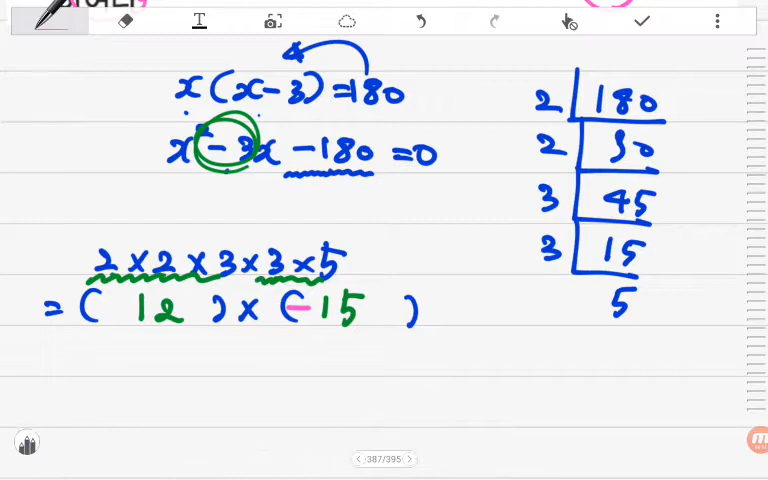 x(x-3)=180
x²-3x-180=0
2×2×3×3×5
=( 12 )×(-15 )
2 180
2 90
3 45
3 15
5
387/395